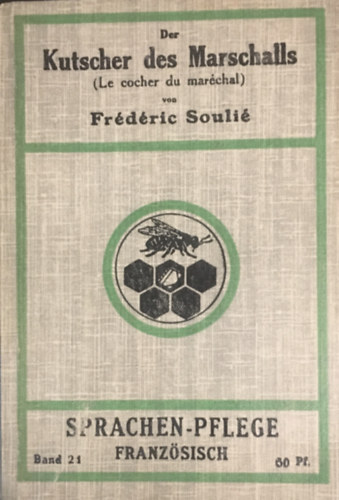 Der
Kutscher des Marschalls
(Le cocher du maréchal)
von
Frédéric Soulié
SPRACHEN-PFLEGE
FRANZÖSISCH
Band 21 60 Pf.